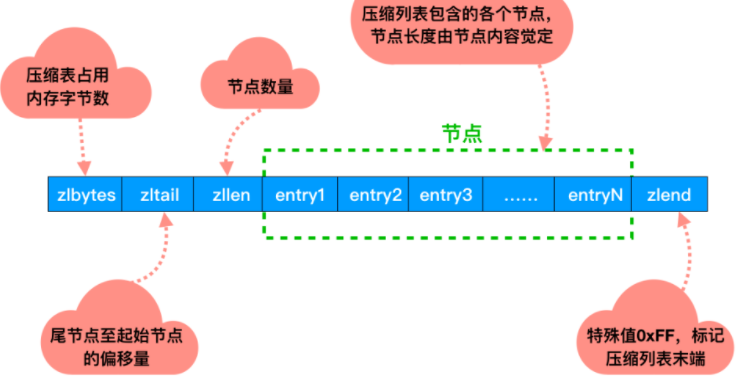 压缩列表包含的各个节点，
节点长度由节点内容觉定
压缩表占用
内存字节数
节点数量
节点
zlbytes zltail zllen entry1 entry2 entry3 …… entryN zlend
尾节点至起始节点
的偏移量
特殊值0xFF，标记
压缩列表末端